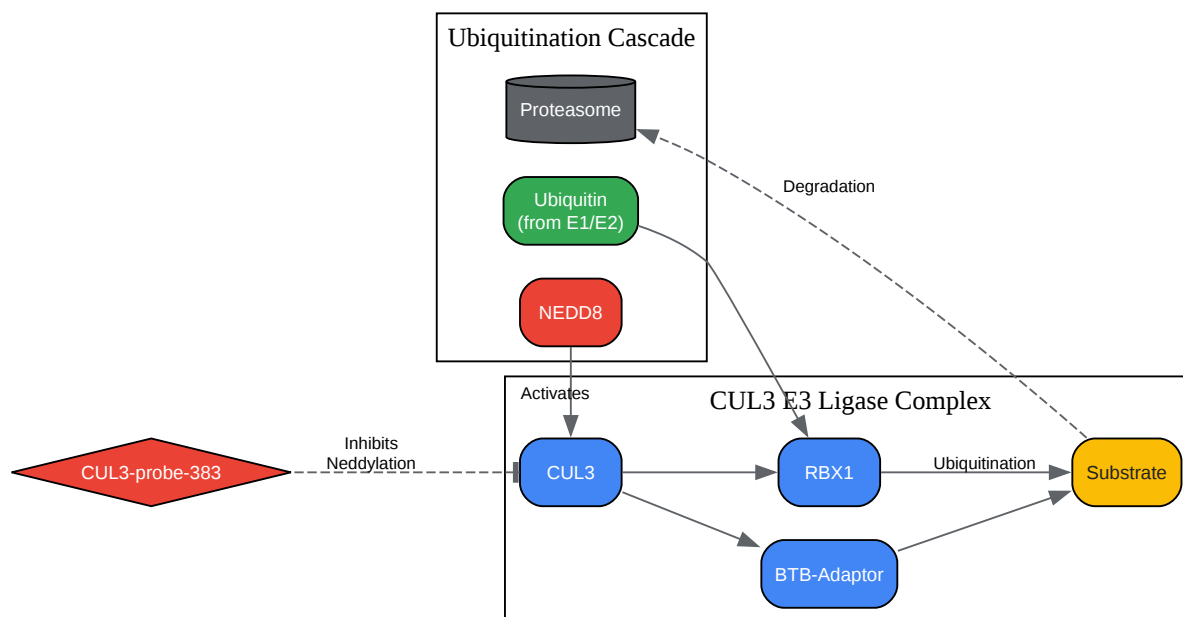 Ubiquitination Cascade
Proteasome
Degradation
Ubiquitin
(from E1/E2)
NEDD8
Activates
CUL3 E3 Ligase Complex
CUL3-probe-383
Inhibits
Neddylation
CUL3
RBX1
Ubiquitination
Substrate
BTB-Adaptor